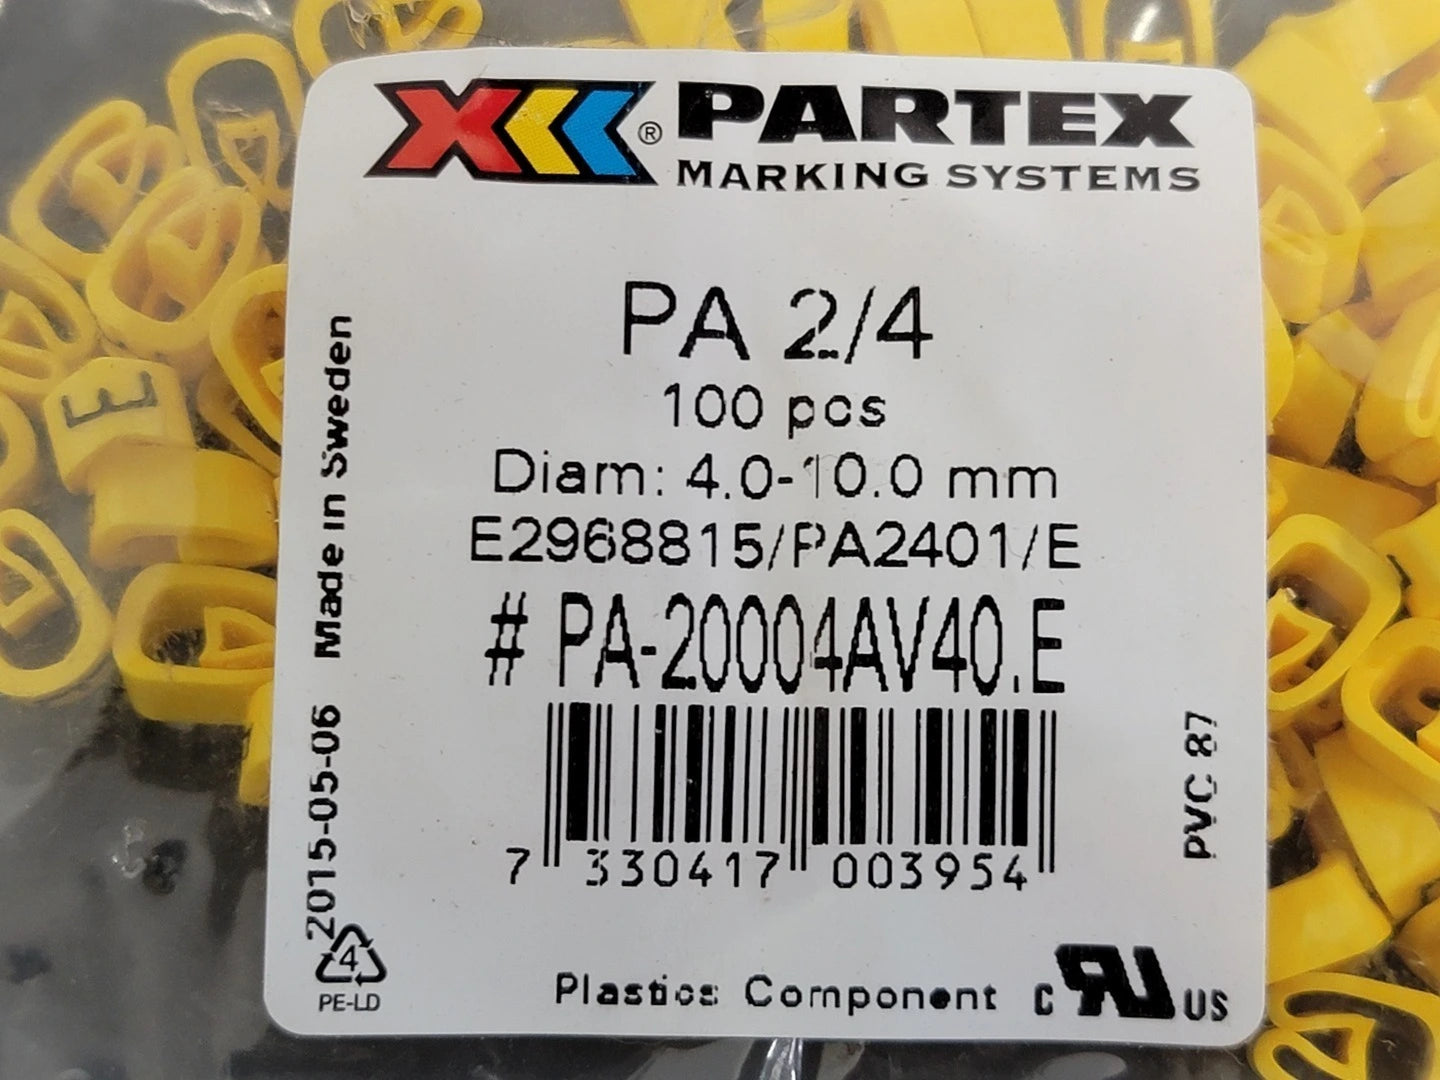 PARTEX
MARKING SYSTEMS
PA 2/4
100 pcs
Diam: 4.0-10.0 mm
E2968815/PA2401/E
# PA-20004AV40.E
7 330417 003954
Plastics Component
C RU US
Made in Sweden
2015-05-06
4
PE-LD
PVC 87
E